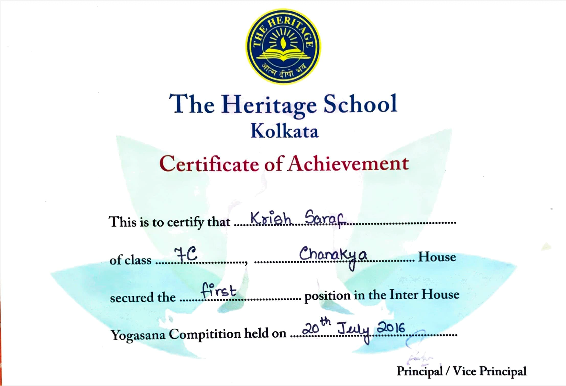 THE HERITAGE
आत्म दीपो भव
The Heritage School
Kolkata
Certificate of Achievement
This is to certify that Krish Saraf
of class 7C, Chanakya House
secured the first position in the Inter House
Yogasana Compitition held on 20th July 2016
Principal / Vice Principal